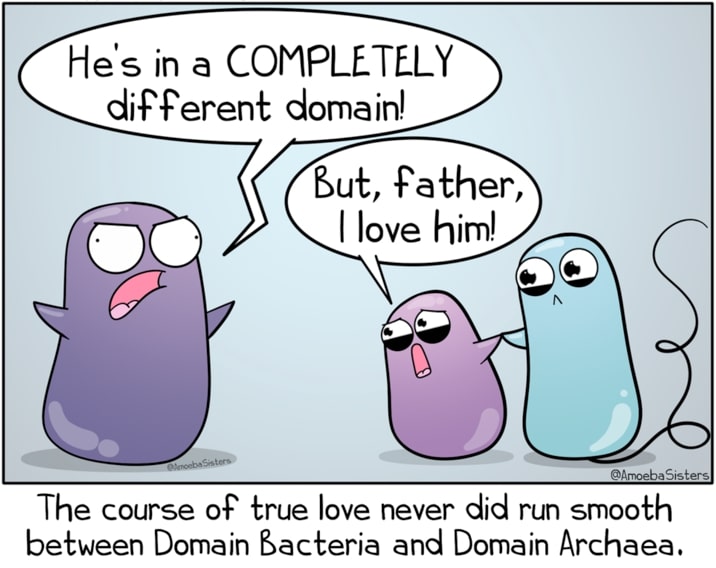 He's in a COMPLETELY
different domain!
But, father,
I love him!
@AmoebaSisters
@AmoebaSisters
The course of true love never did run smooth
between Domain Bacteria and Domain Archaea.